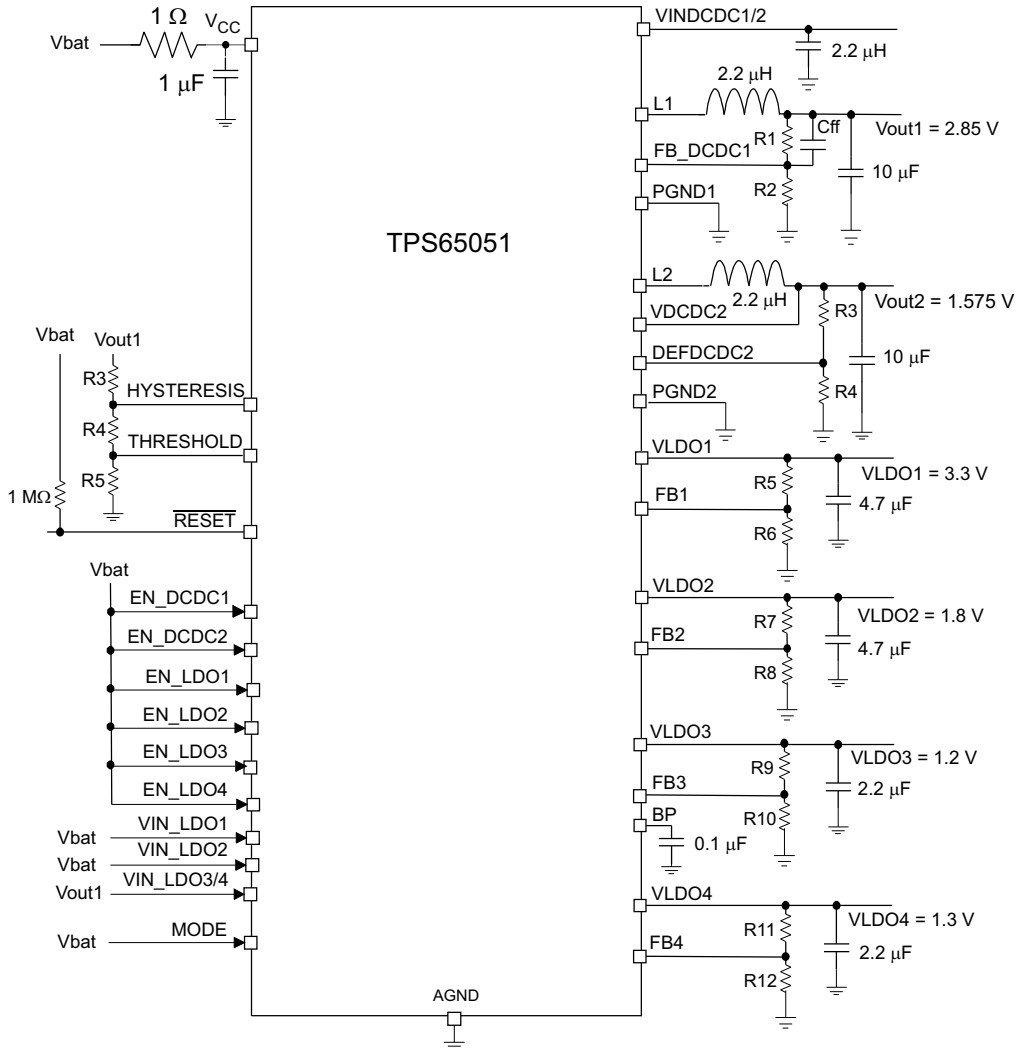 1 Ω
Vbat
VCC
1 μF
TPS65051
Vbat
Vout1
R3
HYSTERESIS
R4
THRESHOLD
R5
1 MΩ
RESET
Vbat
EN_DCDC1
EN_DCDC2
EN_LDO1
EN_LDO2
EN_LDO3
EN_LDO4
Vbat VIN_LDO1
Vbat VIN_LDO2
Vout1 VIN_LDO3/4
Vbat MODE
AGND
VINDCDC1/2
2.2 μH
2.2 μH
L1
R1
Cff
Vout1 = 2.85 V
FB_DCDC1
10 μF
R2
PGND1
L2
2.2 μH
R3
Vout2 = 1.575 V
VDCDC2
DEFDCDC2
10 μF
R4
PGND2
VLDO1
R5
VLDO1 = 3.3 V
FB1
4.7 μF
R6
VLDO2
R7
VLDO2 = 1.8 V
FB2
4.7 μF
R8
VLDO3
R9
VLDO3 = 1.2 V
FB3
2.2 μF
BP
R10
0.1 μF
VLDO4
R11
VLDO4 = 1.3 V
FB4
2.2 μF
R12